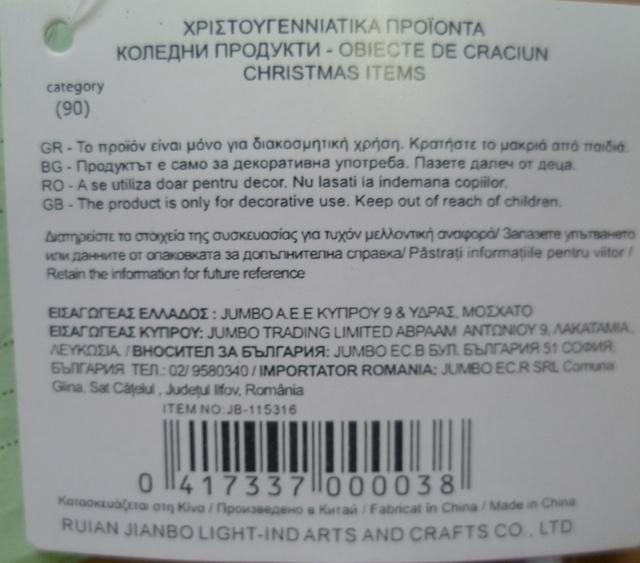 ΧΡΙΣΤΟΥΓΕΝΝΙΑΤΙΚΑ ΠΡΟΪΟΝΤΑ
КОЛЕДНИ ПРОДУКТИ - OBIECTE DE CRACIUN
CHRISTMAS ITEMS
category
(90)
GR - Το προϊόν είναι μόνο για διακοσμητική χρήση. Κρατήστε το μακριά από παιδιά.
BG - Продуктът е само за декоративна употреба. Пазете далеч от деца.
RO - A se utiliza doar pentru decor. Nu lasati la indemana copiilor.
GB - The product is only for decorative use. Keep out of reach of children.
Διατηρείστε τα στοιχεία της συσκευασίας για τυχόν μελλοντική αναφορά/ Запазете упътването
или данните от опаковката за допълнителна справка/ Păstrați informațiile pentru viitor /
Retain the information for future reference
ΕΙΣΑΓΩΓΕΑΣ ΕΛΛΑΔΟΣ : JUMBO A.E.E ΚΥΠΡΟΥ 9 & ΥΔΡΑΣ, ΜΟΣΧΑΤΟ
ΕΙΣΑΓΩΓΕΑΣ ΚΥΠΡΟΥ: JUMBO TRADING LIMITED ΑΒΡΑΑΜ ΑΝΤΩΝΙΟΥ 9, ΛΑΚΑΤΑΜΙΑ,
ΛΕΥΚΩΣΙΑ. / ВНОСИТЕЛ ЗА БЪЛГАРИЯ: JUMBO EC.B БУЛ. БЪЛГАРИЯ 51 СОФИЯ,
БЪЛГАРИЯ ТЕЛ.: 02/ 9580340 / IMPORTATOR ROMANIA: JUMBO EC.R SRL Comuna
Glina, Sat Cățelul , Județul Ilfov, România
ITEM NO:JB-115316
0 417337 000038
Κατασκευάζεται στη Κίνα / Произведено в Китай / Fabricat în China / Made in China
RUIAN JIANBO LIGHT-IND ARTS AND CRAFTS CO., LTD